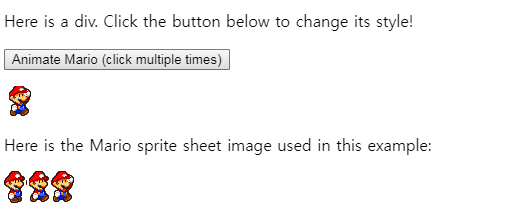 Here is a div. Click the button below to change its style!
Animate Mario (click multiple times)
Here is the Mario sprite sheet image used in this example: